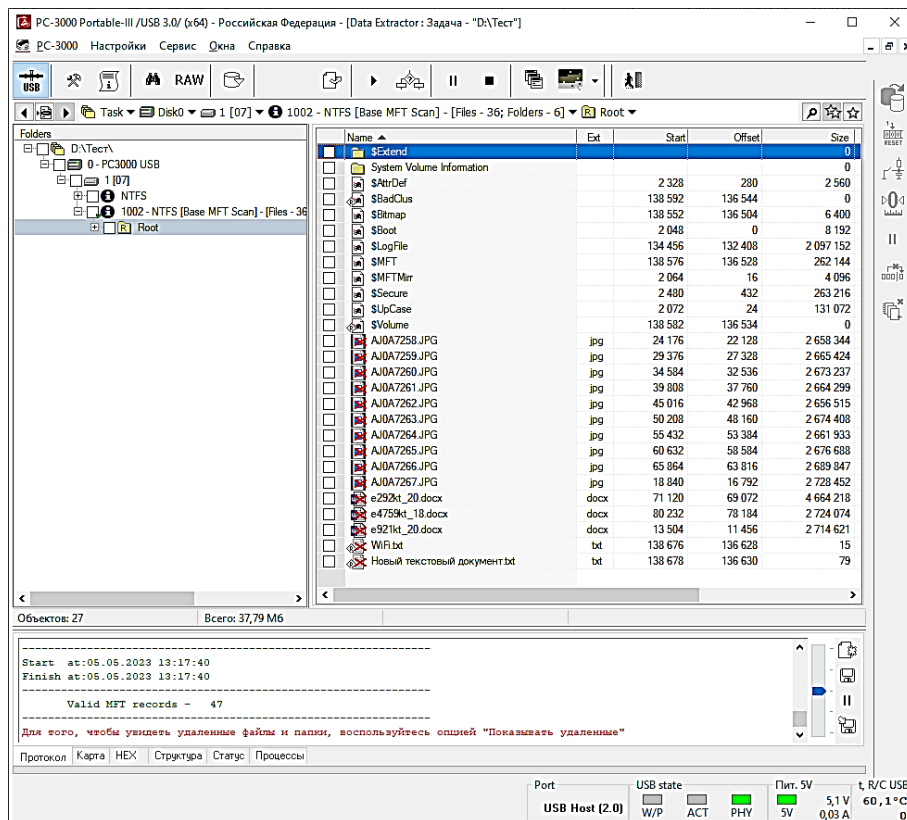 PC-3000 Portable-III /USB 3.0/ (x64) - Российская Федерация - [Data Extractor : Задача - "D:\Тест"]
PC-3000 Настройки Сервис Окна Справка
USB RAW
Task Disk0 1 [07] 1002 - NTFS [Base MFT Scan] - [Files - 36; Folders - 6] R Root
Folders
D:\Тест\
0 - PC3000 USB
1 [07]
NTFS
1002 - NTFS [Base MFT Scan] - [Files - 36
R Root
Name Ext Start Offset Size
$Extend 0
System Volume Information 0
$AttrDef 2 328 280 2 560
$BadClus 138 592 136 544 0
$Bitmap 138 552 136 504 6 400
$Boot 2 048 0 8 192
$LogFile 134 456 132 408 2 097 152
$MFT 138 576 136 528 262 144
$MFTMirr 2 064 16 4 096
$Secure 2 480 432 263 216
$UpCase 2 072 24 131 072
$Volume 138 582 136 534 0
AJ0A7258.JPG jpg 24 176 22 128 2 658 344
AJ0A7259.JPG jpg 29 376 27 328 2 665 424
AJ0A7260.JPG jpg 34 584 32 536 2 673 237
AJ0A7261.JPG jpg 39 808 37 760 2 664 299
AJ0A7262.JPG jpg 45 016 42 968 2 656 515
AJ0A7263.JPG jpg 50 208 48 160 2 674 408
AJ0A7264.JPG jpg 55 432 53 384 2 661 933
AJ0A7265.JPG jpg 60 632 58 584 2 676 688
AJ0A7266.JPG jpg 65 864 63 816 2 689 847
AJ0A7267.JPG jpg 18 840 16 792 2 728 452
e292kt_20.docx docx 71 120 69 072 4 664 218
e4759kt_18.docx docx 80 232 78 184 2 724 074
e921kt_20.docx docx 13 504 11 456 2 714 621
WiFi.txt txt 138 676 136 628 15
Новый текстовый документ.txt txt 138 678 136 630 79
RESET
Объектов: 27 Всего: 37,79 Мб
Start at:05.05.2023 13:17:40
Finish at:05.05.2023 13:17:40
Valid MFT records - 47
Для того, чтобы увидеть удаленные файлы и папки, воспользуйтесь опцией "Показывать удаленные"
Протокол Карта HEX Структура Статус Процессы
Port USB state Пит. 5V t, R/C USB
USB Host (2.0) W/P ACT PHY 5V 5,1 V 60,1°C
0,03 A 0